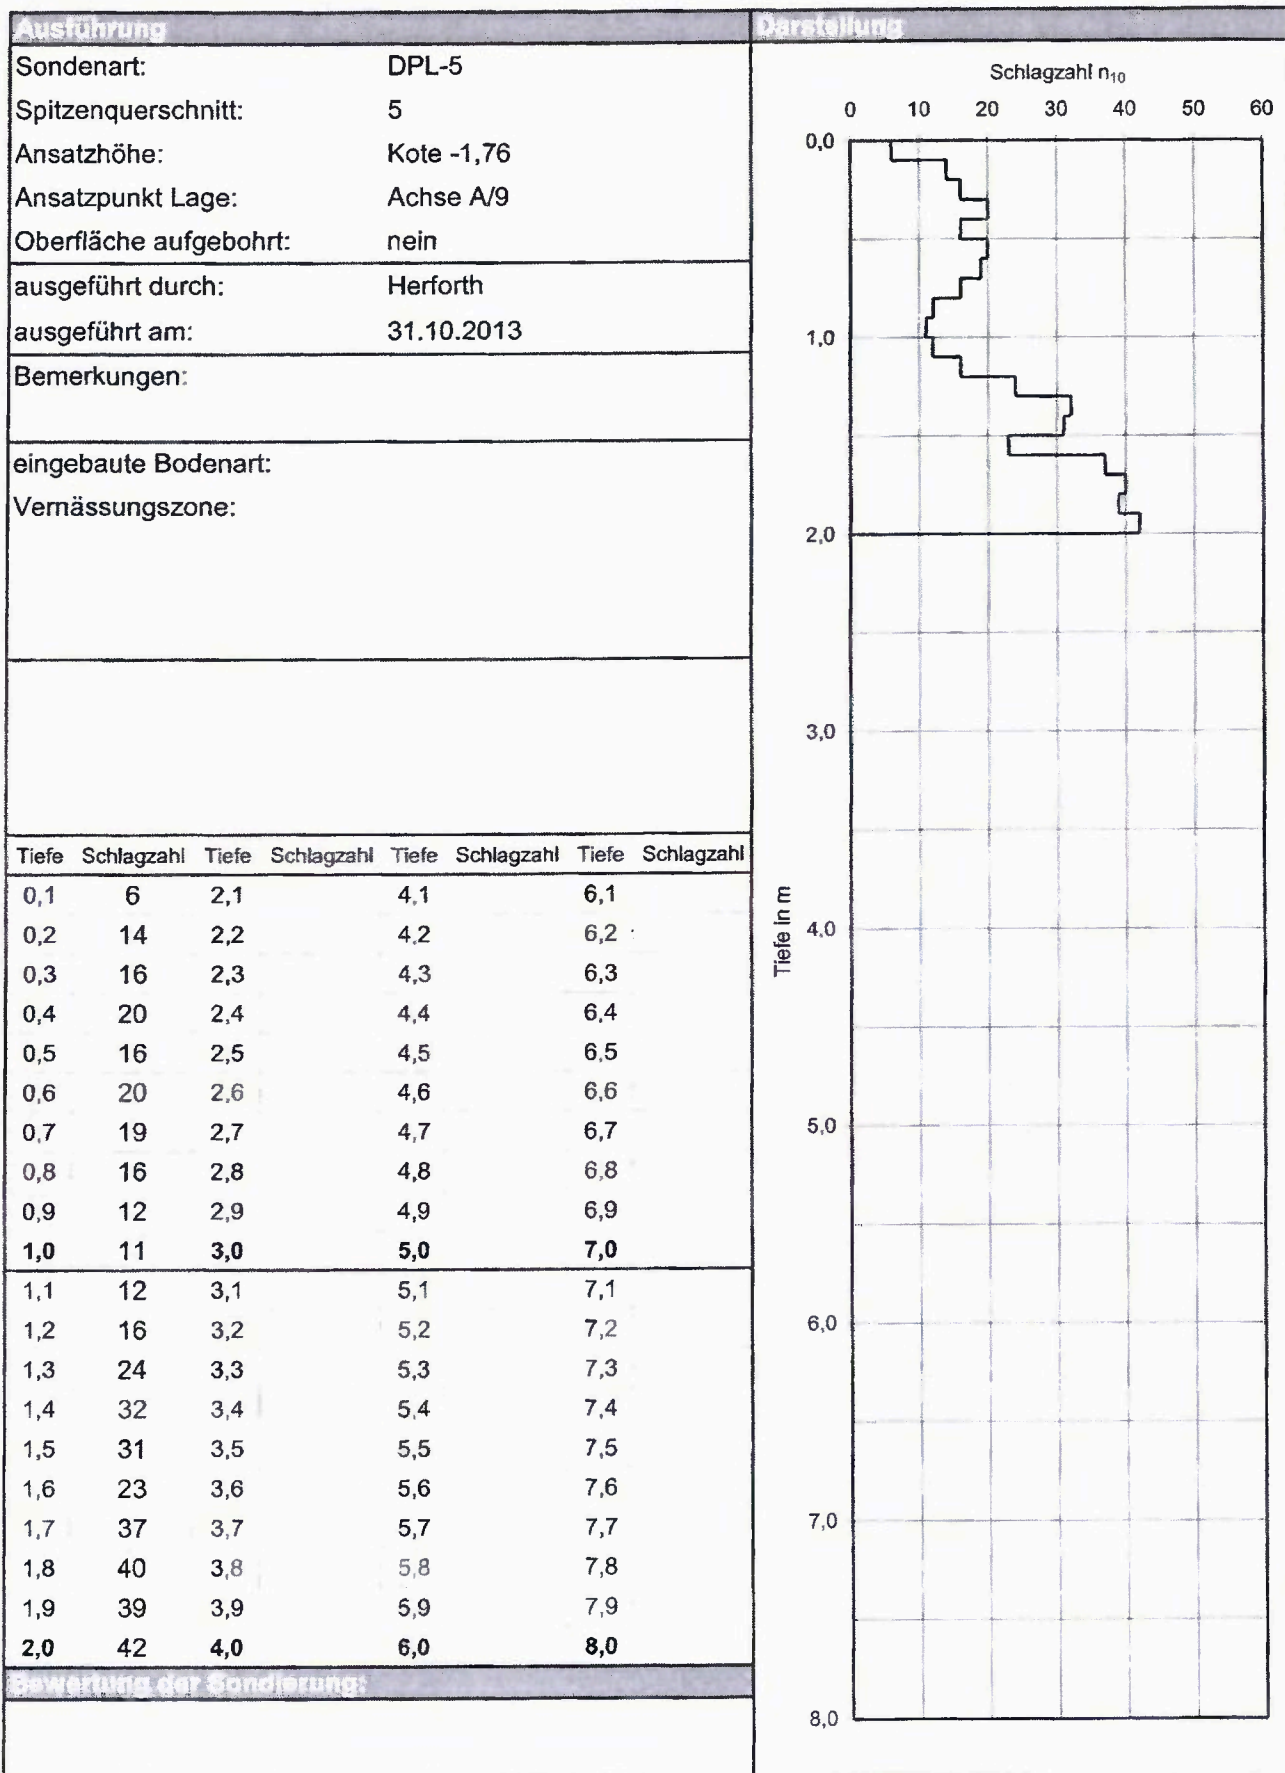 Ausführung
Sondenart: DPL-5
Spitzenquerschnitt: 5
Ansatzhöhe: Kote -1,76
Ansatzpunkt Lage: Achse A/9
Oberfläche aufgebohrt: nein
ausgeführt durch: Herforth
ausgeführt am: 31.10.2013
Bemerkungen:
eingebaute Bodenart:
Vernässungszone:
Tiefe Schlagzahl Tiefe Schlagzahl Tiefe Schlagzahl Tiefe Schlagzahl
0,1 6 2,1 4,1 6,1
0,2 14 2,2 4,2 6,2
0,3 16 2,3 4,3 6,3
0,4 20 2,4 4,4 6,4
0,5 16 2,5 4,5 6,5
0,6 20 2,6 4,6 6,6
0,7 19 2,7 4,7 6,7
0,8 16 2,8 4,8 6,8
0,9 12 2,9 4,9 6,9
1,0 11 3,0 5,0 7,0
1,1 12 3,1 5,1 7,1
1,2 16 3,2 5,2 7,2
1,3 24 3,3 5,3 7,3
1,4 32 3,4 5,4 7,4
1,5 31 3,5 5,5 7,5
1,6 23 3,6 5,6 7,6
1,7 37 3,7 5,7 7,7
1,8 40 3,8 5,8 7,8
1,9 39 3,9 5,9 7,9
2,0 42 4,0 6,0 8,0
Bewertung der Sondierung:
Darstellung
Schlagzahl n₁₀
0 10 20 30 40 50 60
0,0
1,0
2,0
3,0
Tiefe in m
4,0
5,0
6,0
7,0
8,0